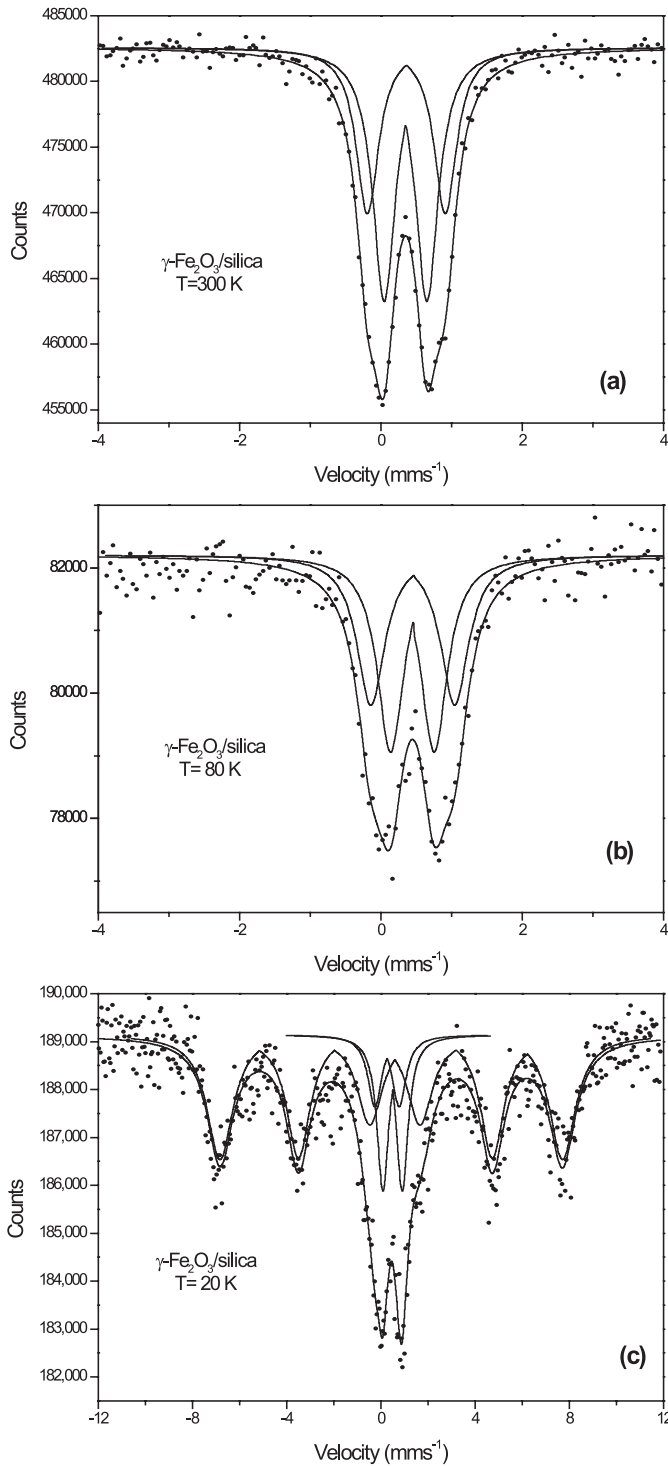 485000
480000
475000
470000
465000
460000
455000
Counts
γ-Fe₂O₃/silica
T=300 K
(a)
-4 -2 0 2 4
Velocity (mms⁻¹)
82000
80000
78000
Counts
γ-Fe₂O₃/silica
T= 80 K
(b)
-4 -2 0 2 4
Velocity (mms⁻¹)
190,000
189,000
188,000
187,000
186,000
185,000
184,000
183,000
182,000
Counts
γ-Fe₂O₃/silica
T= 20 K
(c)
-12 -8 -4 0 4 8 12
Velocity (mms⁻¹)